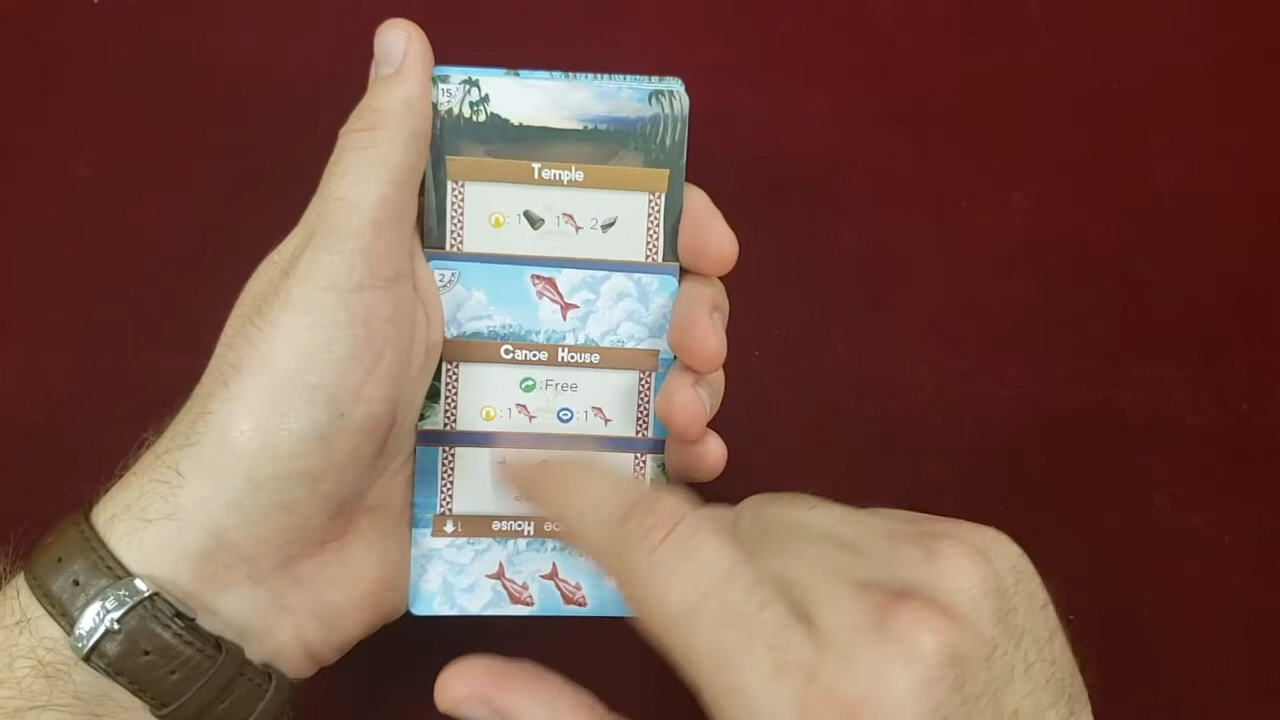 15
Temple
: 1 1 2
2
Canoe House
:Free
:1 :1
House
1